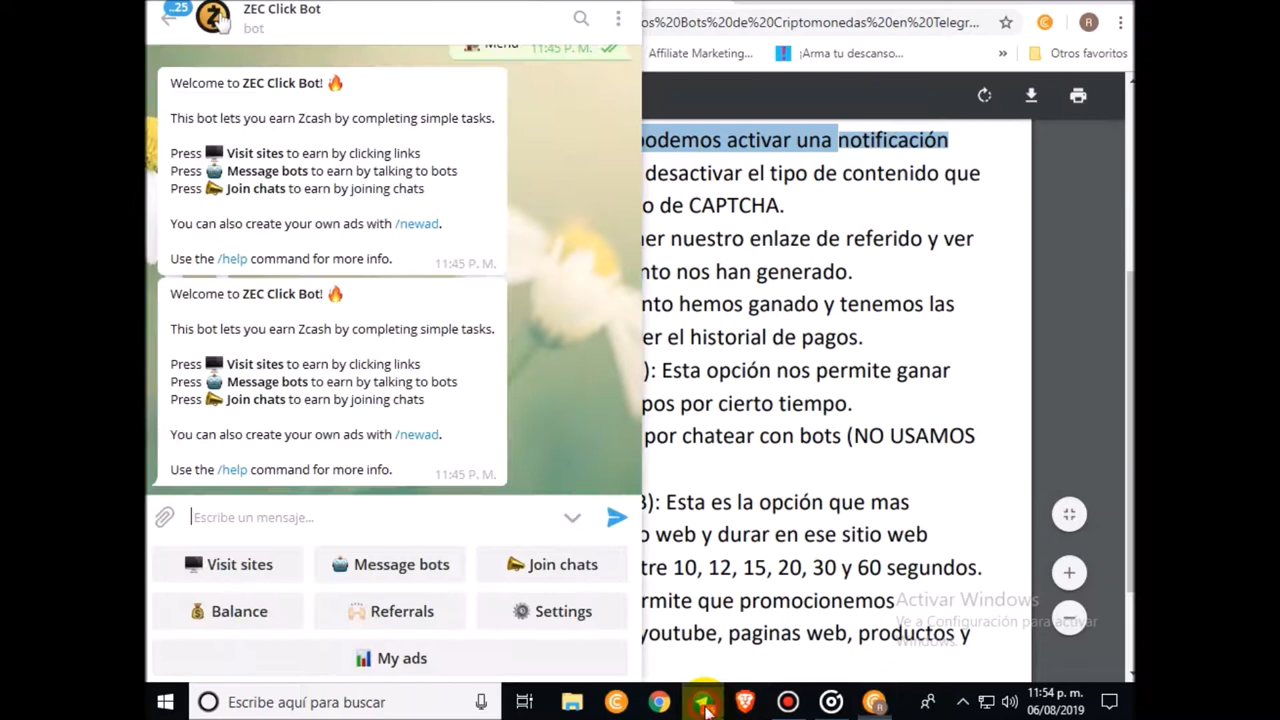 ..25
ZEC Click Bot
bot
Menu
11:45 P. M.
Welcome to ZEC Click Bot! 🔥
This bot lets you earn Zcash by completing simple tasks.
Press 🖥 Visit sites to earn by clicking links
Press 🤖 Message bots to earn by talking to bots
Press 📣 Join chats to earn by joining chats
You can also create your own ads with /newad.
Use the /help command for more info.
11:45 P. M.
Welcome to ZEC Click Bot! 🔥
This bot lets you earn Zcash by completing simple tasks.
Press 🖥 Visit sites to earn by clicking links
Press 🤖 Message bots to earn by talking to bots
Press 📣 Join chats to earn by joining chats
You can also create your own ads with /newad.
Use the /help command for more info.
11:45 P. M.
Escribe un mensaje...
🖥 Visit sites
🤖 Message bots
📣 Join chats
💰 Balance
🙌 Referrals
⚙ Settings
📊 My ads
os%20Bots%20de%20Criptomonedas%20en%20Telegr...
R
Affiliate Marketing...
¡Arma tu descanso...
»
Otros favoritos
podemos activar una notificación
desactivar el tipo de contenido que
o de CAPTCHA.
er nuestro enlaze de referido y ver
nto nos han generado.
nto hemos ganado y tenemos las
er el historial de pagos.
): Esta opción nos permite ganar
pos por cierto tiempo.
por chatear con bots (NO USAMOS
3): Esta es la opción que mas
o web y durar en ese sitio web
tre 10, 12, 15, 20, 30 y 60 segundos.
rmite que promocionemos
youtube, paginas web, productos y
Activar Windows
Ve a Configuración para activar
Windows.
Escribe aquí para buscar
11:54 p. m.
06/08/2019